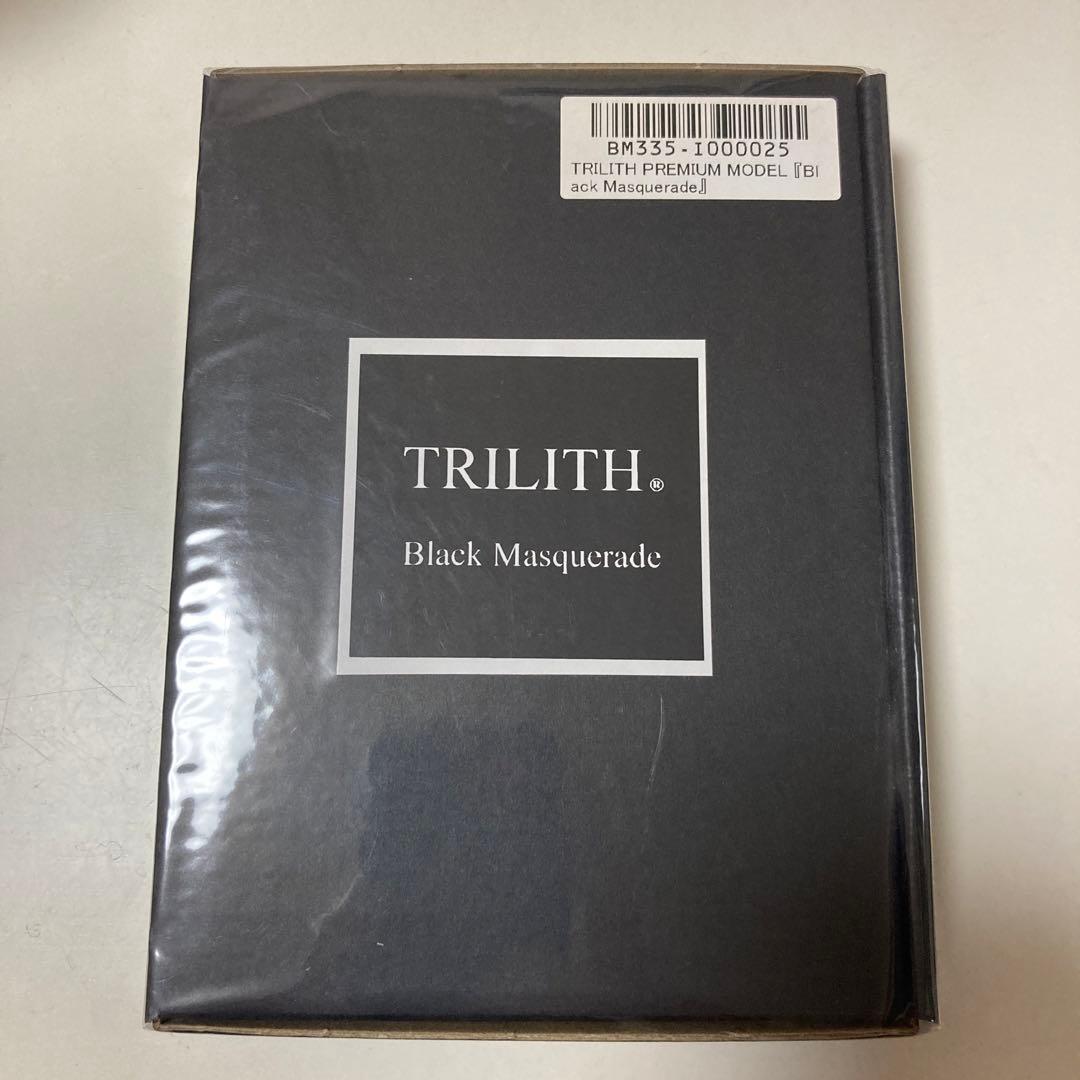 BM335-I000025
TRILITH PREMIUM MODEL『Bl
ack Masquerade』
TRILITH®
Black Masquerade